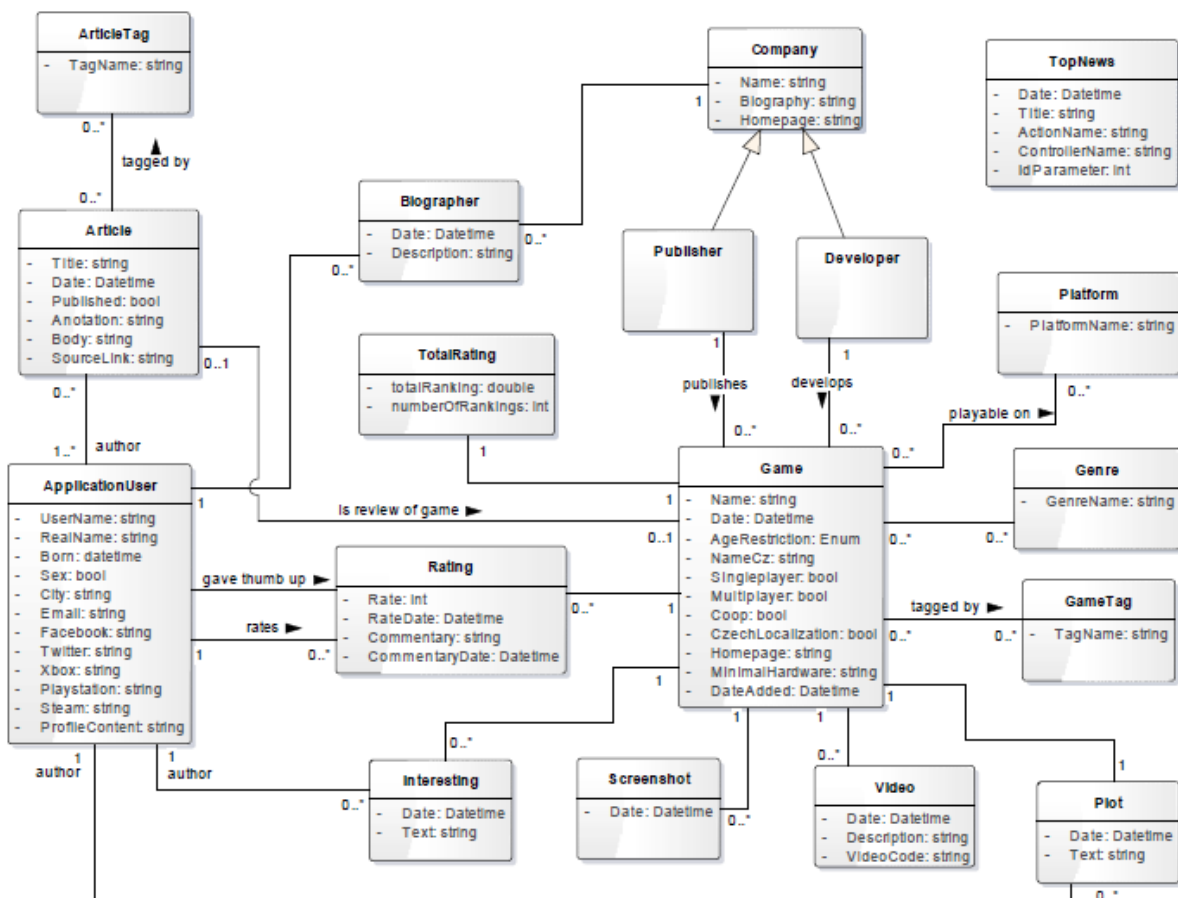 ArticleTag
- TagName: string
0..*
tagged by
0..*
Company
- Name: string
- Biography: string
- Homepage: string
1
TopNews
- Date: Datetime
- Title: string
- ActionName: string
- ControllerName: string
- IdParameter: int
Article
- Title: string
- Date: Datetime
- Published: bool
- Anotation: string
- Body: string
- SourceLink: string
0..1
0..*
author
1..*
Biographer
- Date: Datetime
- Description: string
0..*
0..*
Publisher
1
publishes
0..*
Developer
1
develops
0..*
Platform
- PlatformName: string
0..*
playable on
0..*
TotalRating
- totalRanking: double
- numberOfRankings: int
1
1
ApplicationUser
- UserName: string
- RealName: string
- Born: datetime
- Sex: bool
- City: string
- Email: string
- Facebook: string
- Twitter: string
- Xbox: string
- Playstation: string
- Steam: string
- ProfileContent: string
1
is review of game
0..1
gave thumb up
rates
1
0..*
Rating
- Rate: int
- RateDate: Datetime
- Commentary: string
- CommentaryDate: Datetime
0..*
1
Game
- Name: string
- Date: Datetime
- AgeRestriction: Enum
- NameCz: string
- Singleplayer: bool
- Multiplayer: bool
- Coop: bool
- CzechLocalization: bool
- Homepage: string
- MinimalHardware: string
- DateAdded: Datetime
Genre
- GenreName: string
0..*
0..*
tagged by
0..*
0..*
GameTag
- TagName: string
1
author
1
author
0..*
Interesting
- Date: Datetime
- Text: string
0..*
1
Screenshot
- Date: Datetime
1
0..*
Video
- Date: Datetime
- Description: string
- VideoCode: string
1
0..*
Plot
- Date: Datetime
- Text: string
1
1
0..*